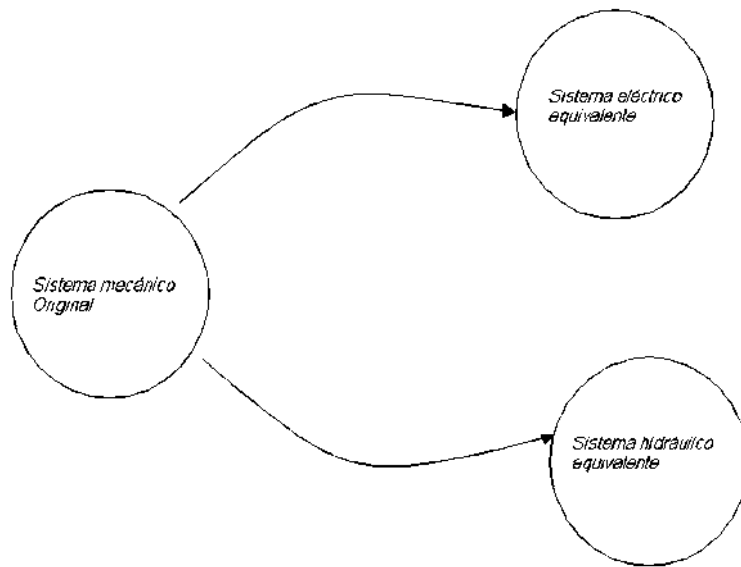 Sistema eléctrico
equivalente
Sistema mecánico
Original
Sistema hidráulico
equivalente